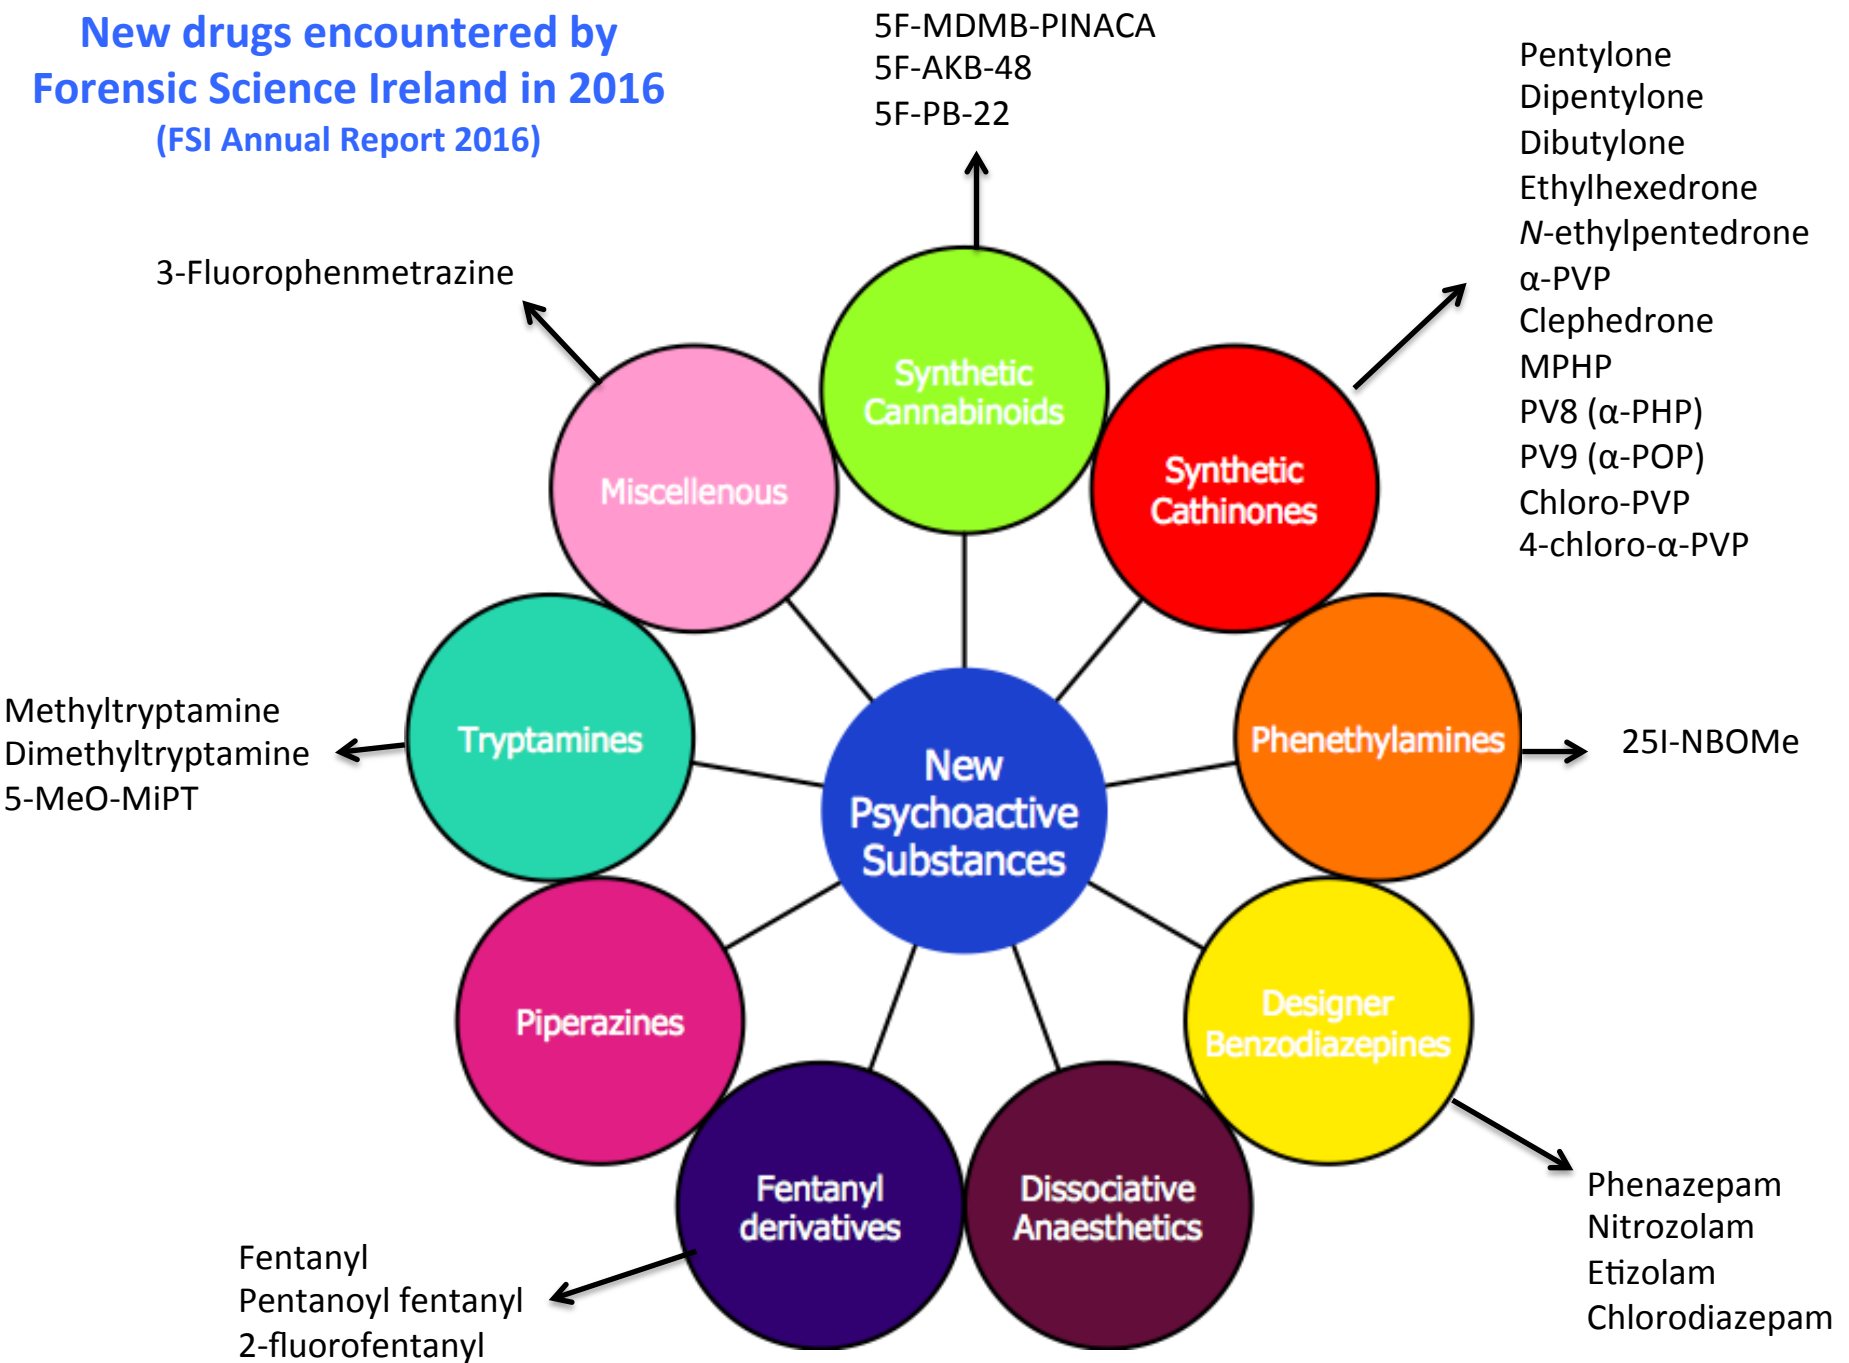 New drugs encountered by
Forensic Science Ireland in 2016
(FSI Annual Report 2016)
5F-MDMB-PINACA
5F-AKB-48
5F-PB-22
Pentylone
Dipentylone
Dibutylone
Ethylhexedrone
N-ethylpentedrone
α-PVP
Clephedrone
MPHP
PV8 (α-PHP)
PV9 (α-POP)
Chloro-PVP
4-chloro-α-PVP
3-Fluorophenmetrazine
Synthetic
Cannabinoids
Miscellenous
Synthetic
Cathinones
Methyltryptamine
Dimethyltryptamine
5-MeO-MiPT
Tryptamines
New
Psychoactive
Substances
Phenethylamines
25I-NBOMe
Piperazines
Designer
Benzodiazepines
Fentanyl
derivatives
Dissociative
Anaesthetics
Fentanyl
Pentanoyl fentanyl
2-fluorofentanyl
Phenazepam
Nitrozolam
Etizolam
Chlorodiazepam